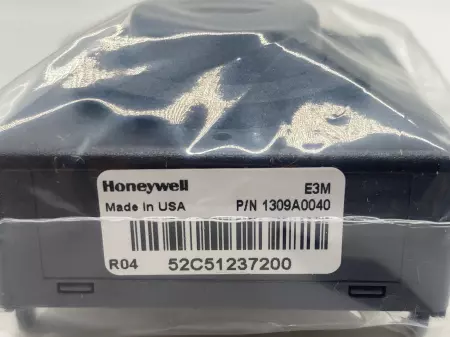 Honeywell E3M
Made in USA P/N 1309A0040
R04 52C51237200